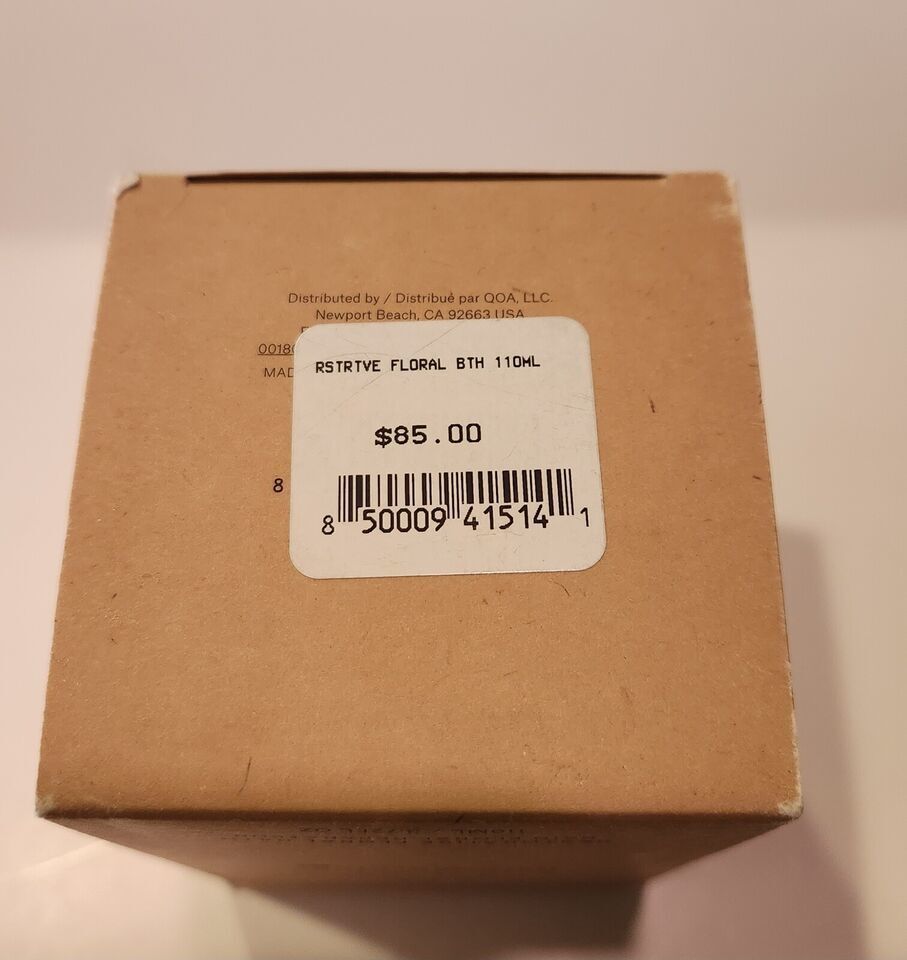 Distributed by / Distribué par QOA, LLC.
Newport Beach, CA 92663 USA
RSTRTVE FLORAL BTH 110ML
$85.00
8
8 50009 41514 1